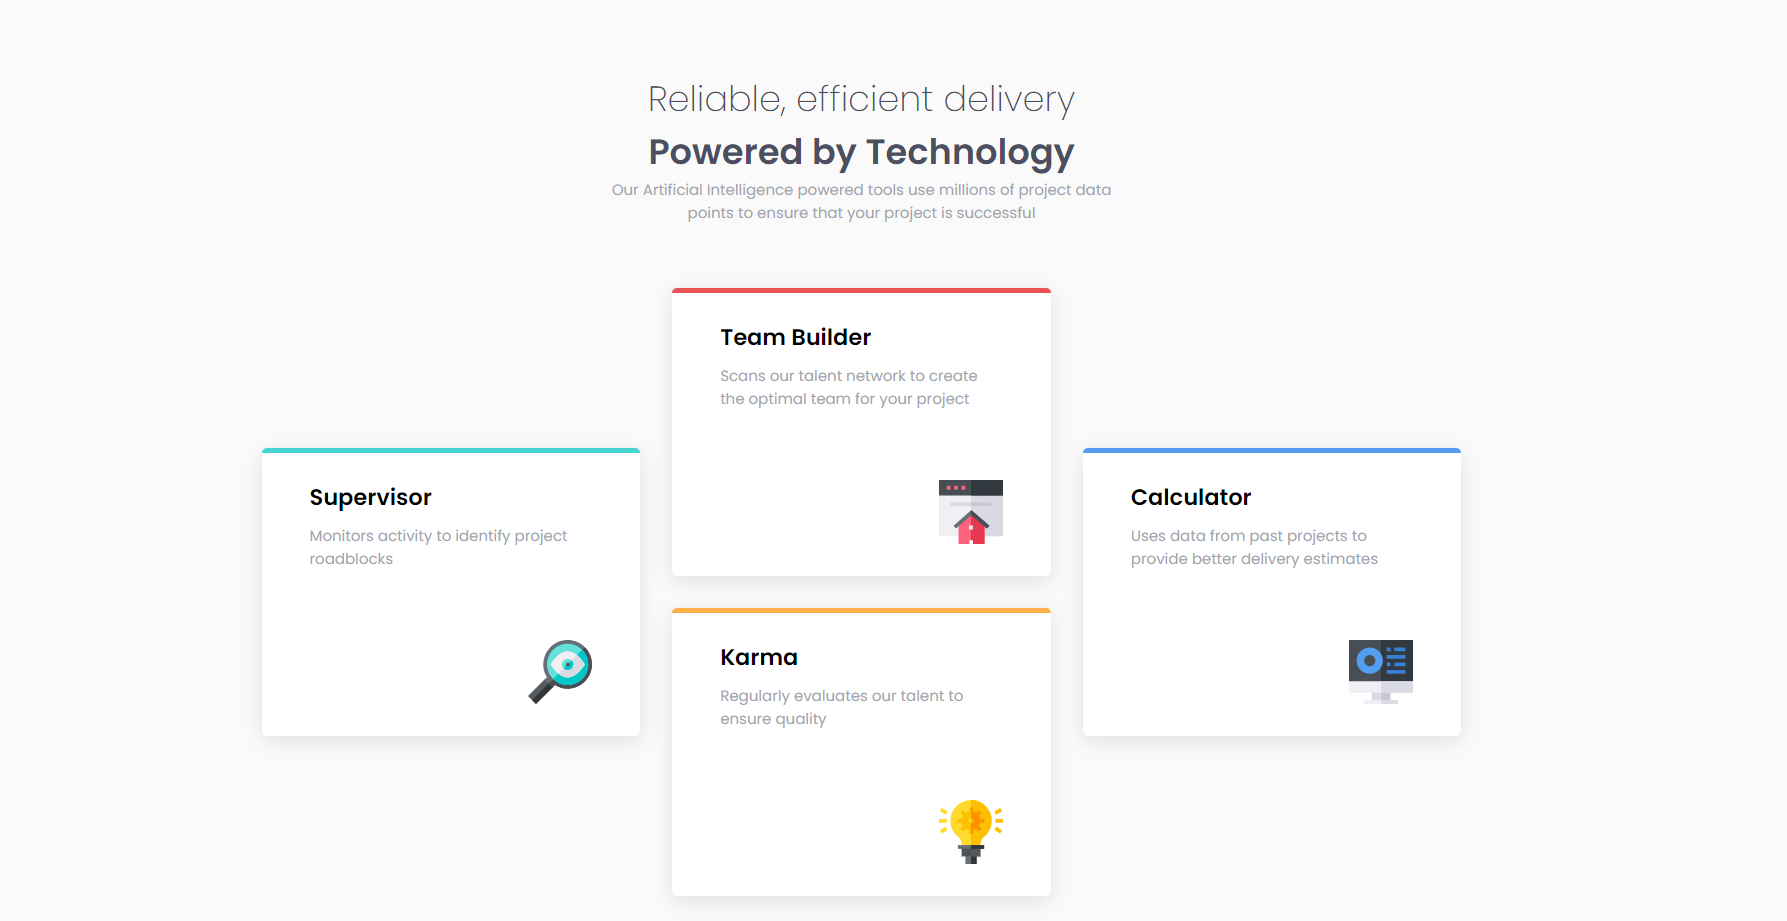 Reliable, efficient delivery
Powered by Technology
Our Artificial Intelligence powered tools use millions of project data
points to ensure that your project is successful
Team Builder
Scans our talent network to create
the optimal team for your project
Supervisor
Monitors activity to identify project
roadblocks
Calculator
Uses data from past projects to
provide better delivery estimates
Karma
Regularly evaluates our talent to
ensure quality